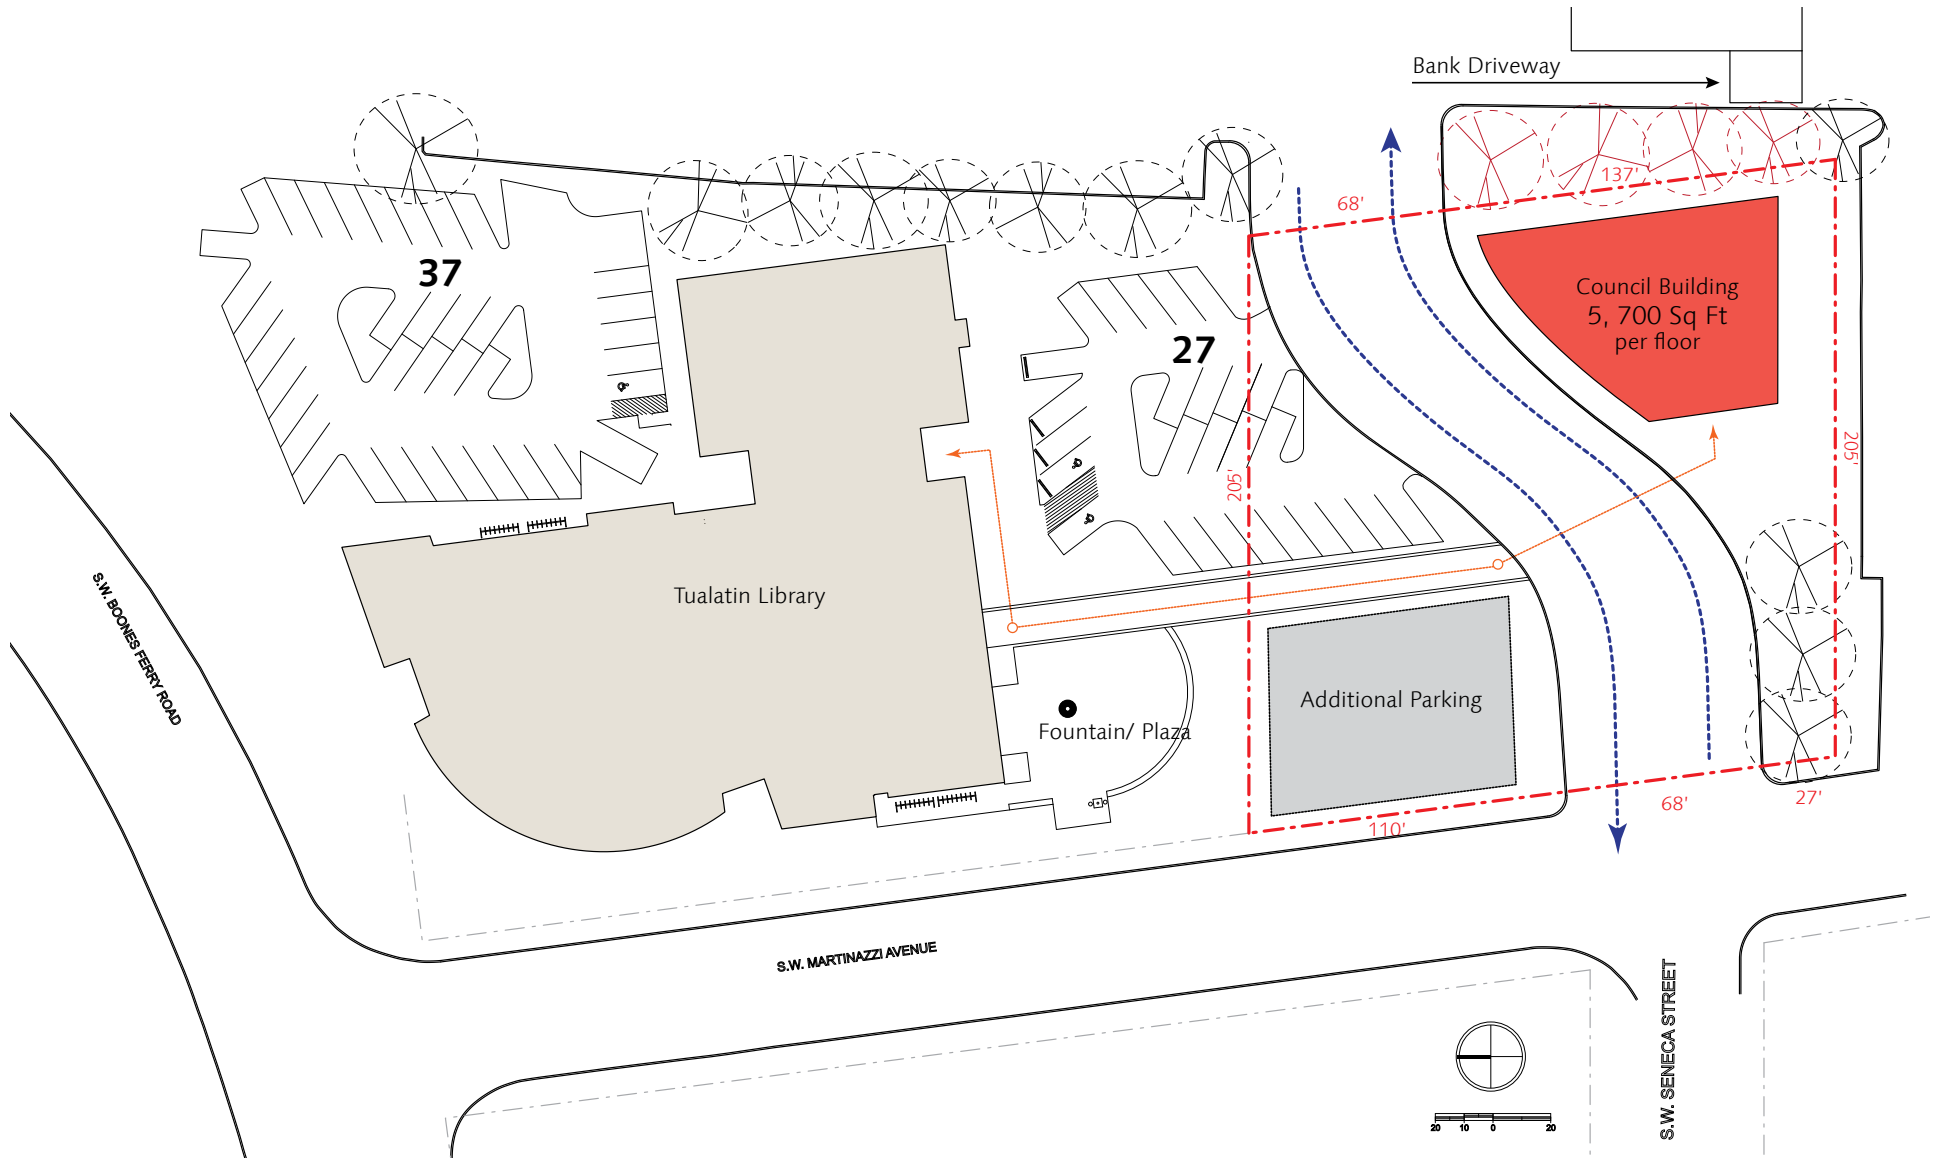 Bank Driveway
137'
68'
37
Council Building
5, 700 Sq Ft
per floor
27
205'
205'
Tualatin Library
S.W. BOONES FERRY ROAD
Additional Parking
Fountain/ Plaza
68'
27'
110'
S.W. MARTINAZZI AVENUE
S.W. SENECA STREET
20 10 0 20